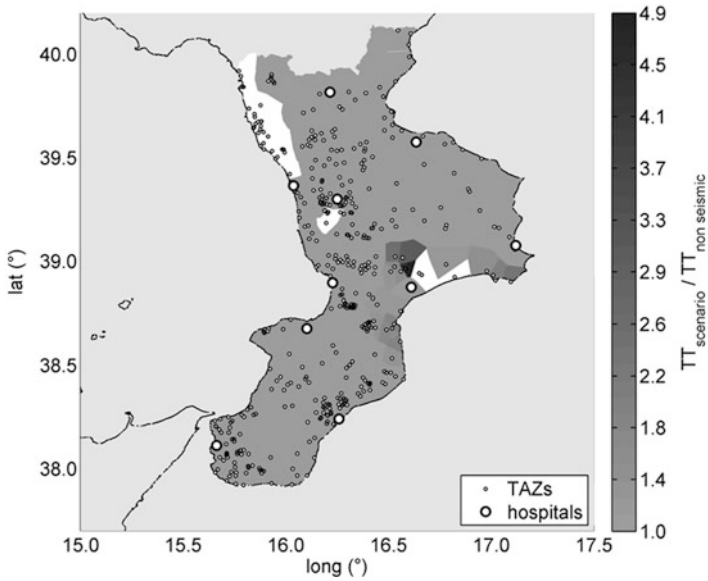 40.0
39.5
39.0
38.5
38.0
lat (°)
15.0 15.5 16.0 16.5 17.0 17.5
long (°)
TAZs
hospitals
4.9
4.5
4.1
3.7
3.3
2.9
2.6
2.2
1.8
1.4
1.0
TTscenario / TTnon seismic